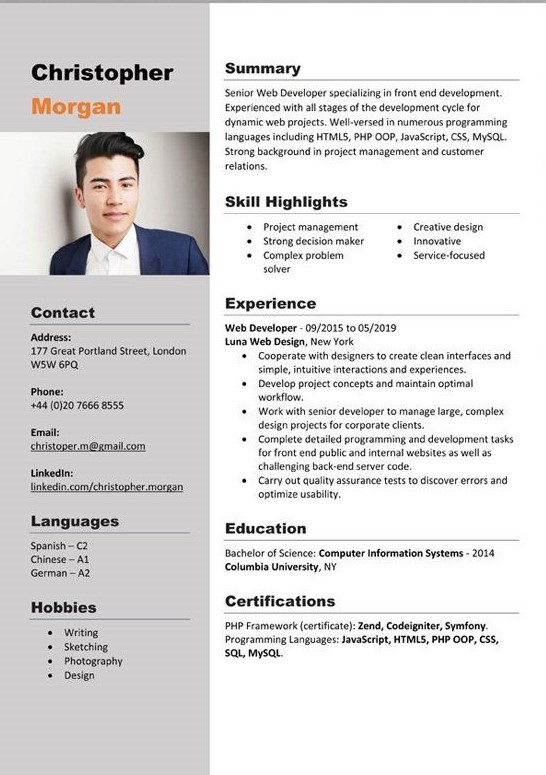 Christopher
Morgan
Contact
Address:
177 Great Portland Street, London
W5W 6PQ
Phone:
+44 (0)20 7666 8555
Email:
christoper.m@gmail.com
LinkedIn:
linkedin.com/christopher.morgan
Languages
Spanish – C2
Chinese – A1
German – A2
Hobbies
• Writing
• Sketching
• Photography
• Design
Summary
Senior Web Developer specializing in front end development.
Experienced with all stages of the development cycle for
dynamic web projects. Well-versed in numerous programming
languages including HTML5, PHP OOP, JavaScript, CSS, MySQL.
Strong background in project management and customer
relations.
Skill Highlights
• Project management
• Strong decision maker
• Complex problem
solver
• Creative design
• Innovative
• Service-focused
Experience
Web Developer - 09/2015 to 05/2019
Luna Web Design, New York
• Cooperate with designers to create clean interfaces and
simple, intuitive interactions and experiences.
• Develop project concepts and maintain optimal
workflow.
• Work with senior developer to manage large, complex
design projects for corporate clients.
• Complete detailed programming and development tasks
for front end public and internal websites as well as
challenging back-end server code.
• Carry out quality assurance tests to discover errors and
optimize usability.
Education
Bachelor of Science: Computer Information Systems - 2014
Columbia University, NY
Certifications
PHP Framework (certificate): Zend, Codeigniter, Symfony.
Programming Languages: JavaScript, HTML5, PHP OOP, CSS,
SQL, MySQL.